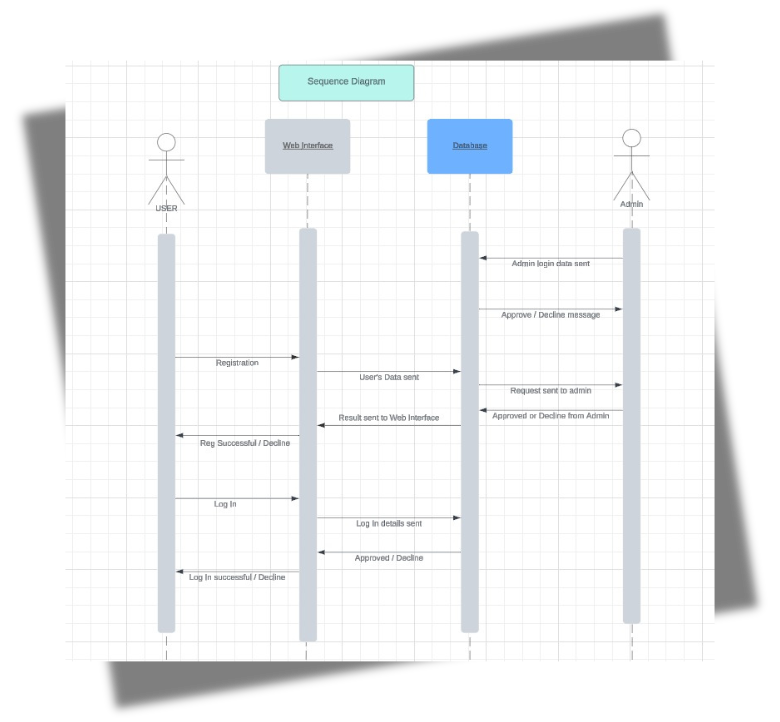 Sequence Diagram
Web Interface
Database
USER
Admin
Admin login data sent
Approve / Decline message
Registration
User's Data sent
Request sent to admin
Approved or Decline from Admin
Result sent to Web Interface
Reg Successful / Decline
Log In
Log In details sent
Approved / Decline
Log In successful / Decline